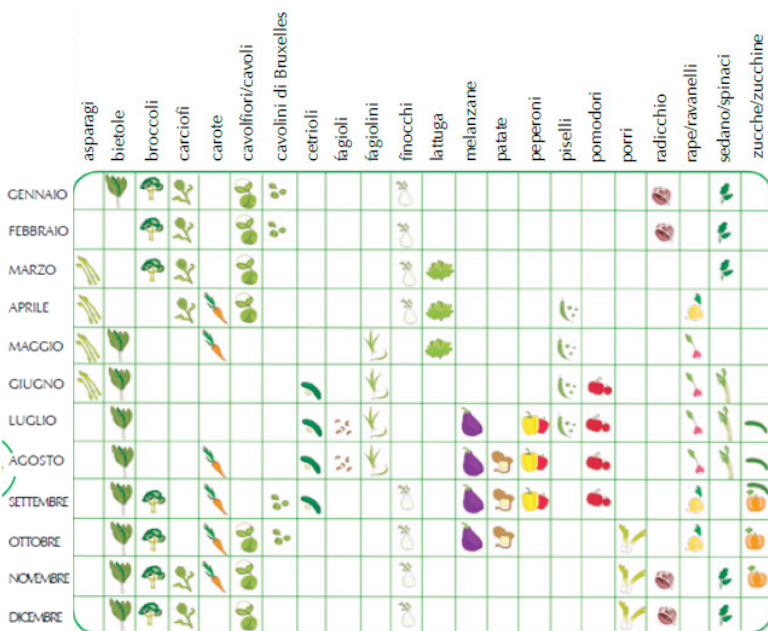 asparagi
bietole
broccoli
carciofi
carote
cavolfiori/cavoli
cavolini di Bruxelles
cetrioli
fagioli
fagiolini
finocchi
lattuga
melanzane
patate
peperoni
piselli
pomodori
porri
radicchio
rape/ravanelli
sedano/spinaci
zucche/zucchine
GENNAIO
FEBBRAIO
MARZO
APRILE
MAGGIO
GIUGNO
LUGLIO
AGOSTO
SETTEMBRE
OTTOBRE
NOVEMBRE
DICEMBRE